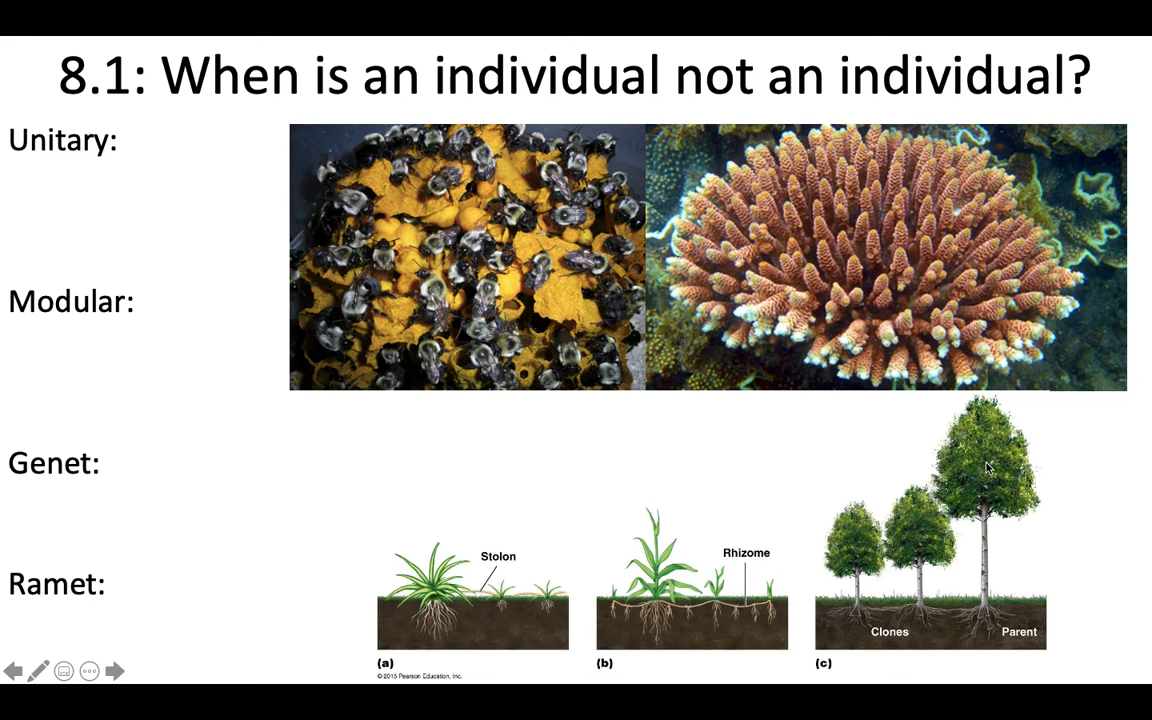 8.1: When is an individual not an individual?
Unitary:
Modular:
Genet:
Ramet:
Stolon
Rhizome
Clones
Parent
(a)
(b)
(c)
© 2015 Pearson Education, Inc.